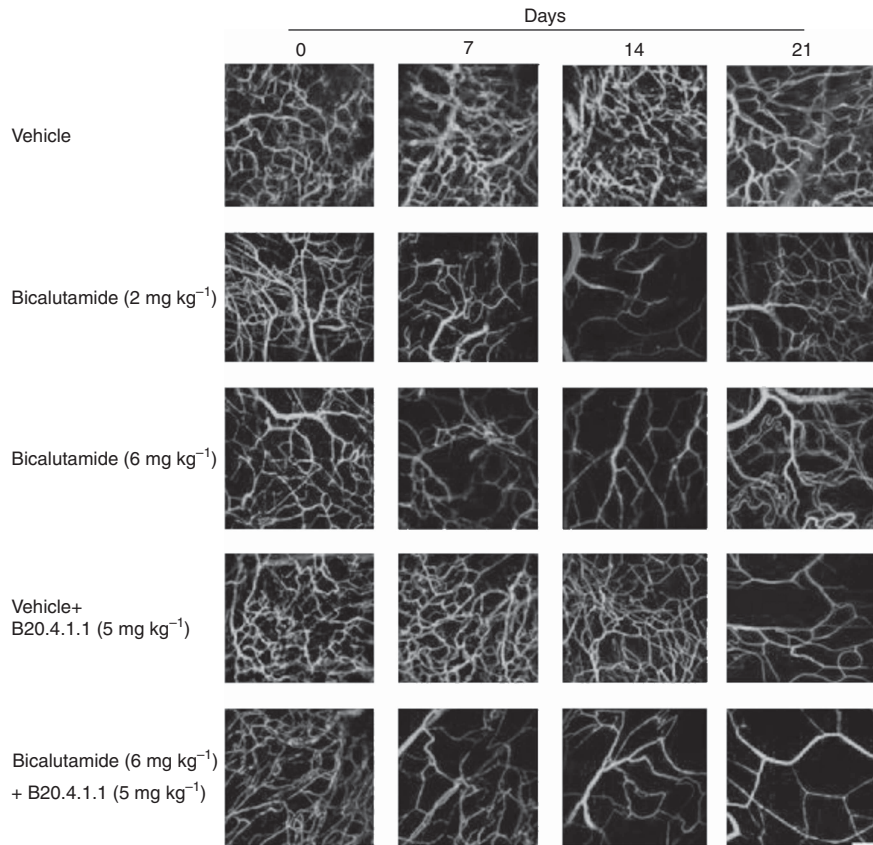 Days
0 7 14 21
Vehicle
Bicalutamide (2 mg kg⁻¹)
Bicalutamide (6 mg kg⁻¹)
Vehicle+
B20.4.1.1 (5 mg kg⁻¹)
Bicalutamide (6 mg kg⁻¹)
+ B20.4.1.1 (5 mg kg⁻¹)